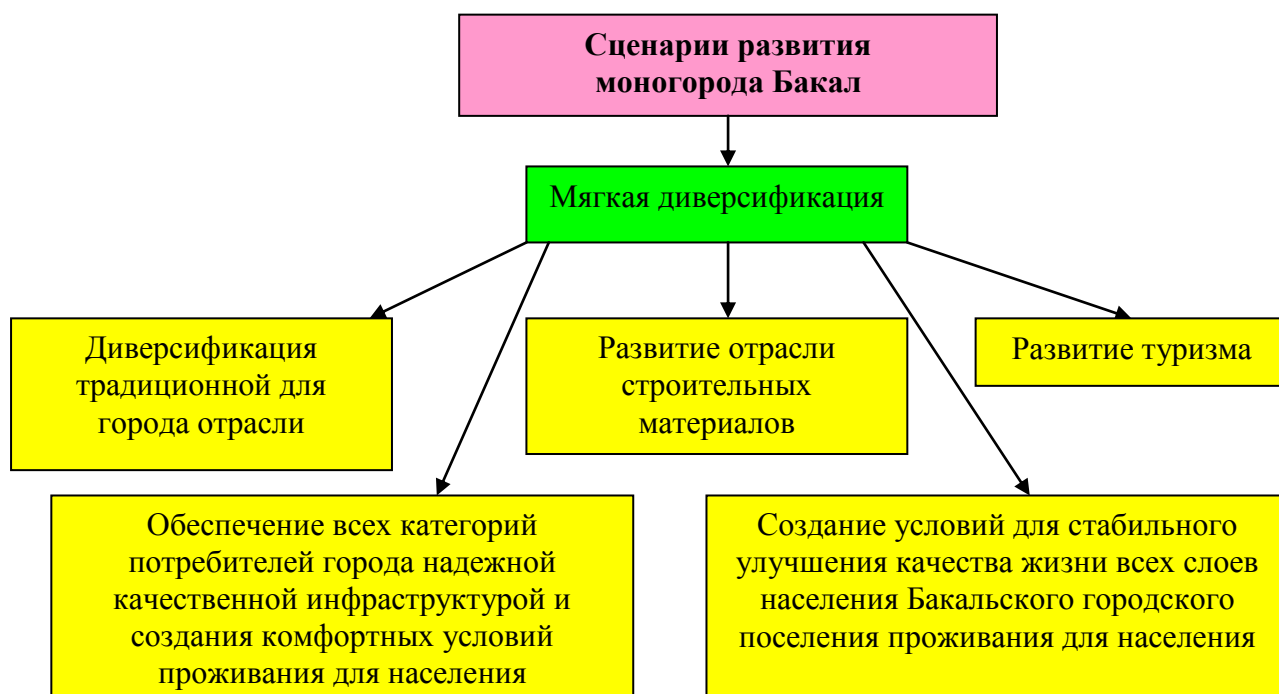 Сценарии развития
моногорода Бакал
Мягкая диверсификация
Диверсификация
традиционной для
города отрасли
Развитие отрасли
строительных
материалов
Развитие туризма
Обеспечение всех категорий
потребителей города надежной
качественной инфраструктурой и
создания комфортных условий
проживания для населения
Создание условий для стабильного
улучшения качества жизни всех слоев
населения Бакальского городского
поселения проживания для населения